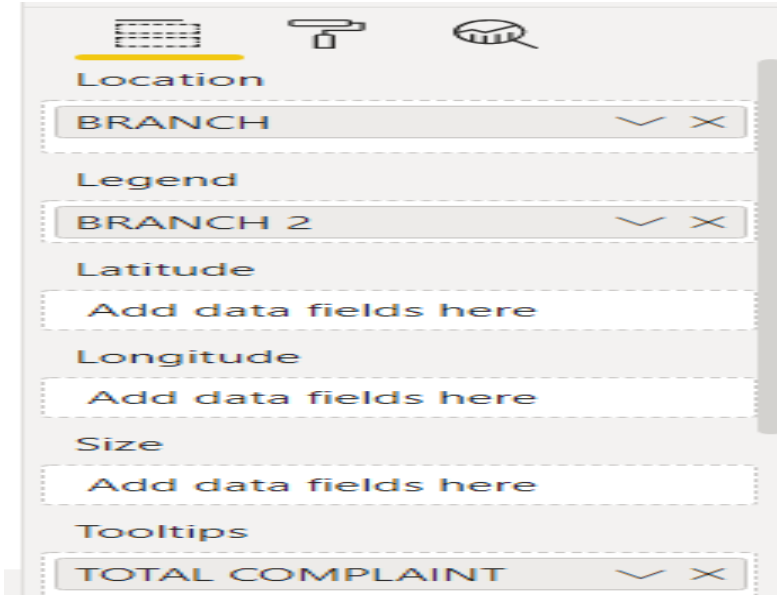 Location
BRANCH
Legend
BRANCH 2
Latitude
Add data fields here
Longitude
Add data fields here
Size
Add data fields here
Tooltips
TOTAL COMPLAINT